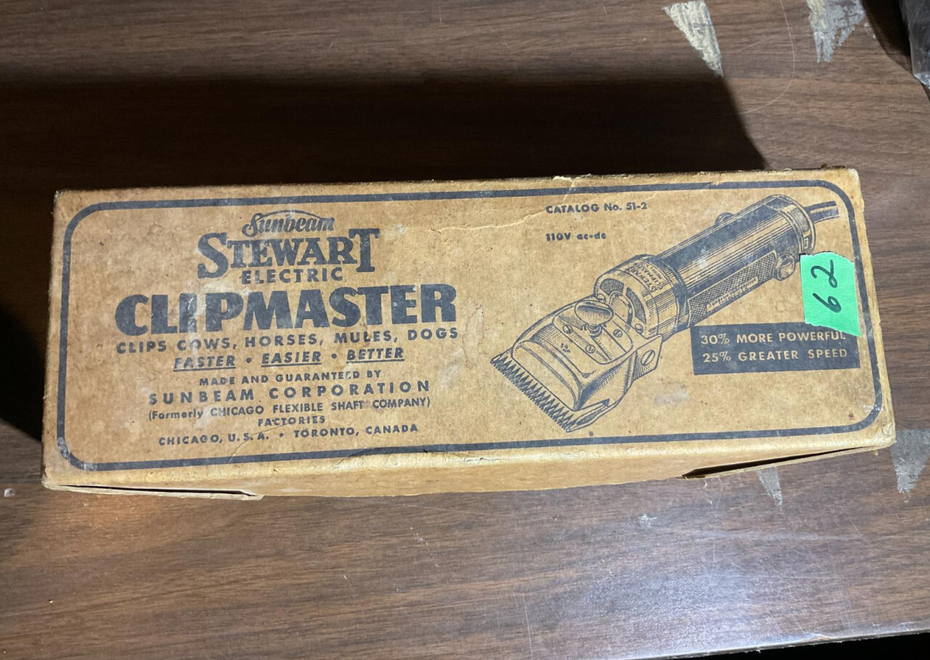 Sunbeam
STEWART
ELECTRIC
CLIPMASTER
CLIPS COWS, HORSES, MULES, DOGS
FASTER • EASIER • BETTER
MADE AND GUARANTEED BY
SUNBEAM CORPORATION
(Formerly CHICAGO FLEXIBLE SHAFT COMPANY)
FACTORIES
CHICAGO, U.S.A. • TORONTO, CANADA
CATALOG No. 51-2
110V ac-dc
STEWART
62
30% MORE POWERFUL
25% GREATER SPEED